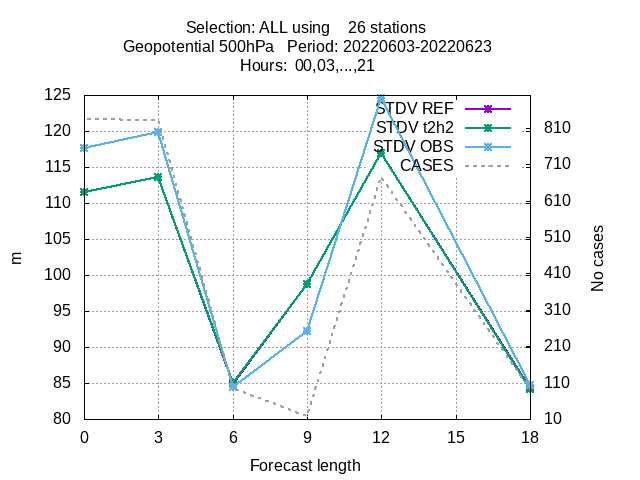 Selection: ALL using    26 stations
Geopotential 500hPa   Period: 20220603-20220623
Hours:  00,03,...,21
125
120
115
110
105
100
95
90
85
80
m
STDV REF
STDV t2h2
STDV OBS
CASES
810
710
610
510
410
310
210
110
10
No cases
0 3 6 9 12 15 18
Forecast length